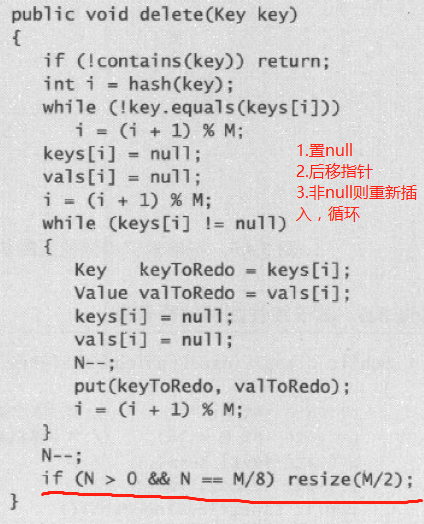 public void delete(Key key)
{
if (!contains(key)) return;
int i = hash(key);
while (!key.equals(keys[i]))
i = (i + 1) % M;
keys[i] = null;
vals[i] = null;
i = (i + 1) % M;
while (keys[i] != null)
{
Key keyToRedo = keys[i];
Value valToRedo = vals[i];
keys[i] = null;
vals[i] = null;
N--;
put(keyToRedo, valToRedo);
i = (i + 1) % M;
}
N--;
if (N > 0 && N == M/8) resize(M/2);
}
1.置null
2.后移指针
3.非null则重新插
入，循环